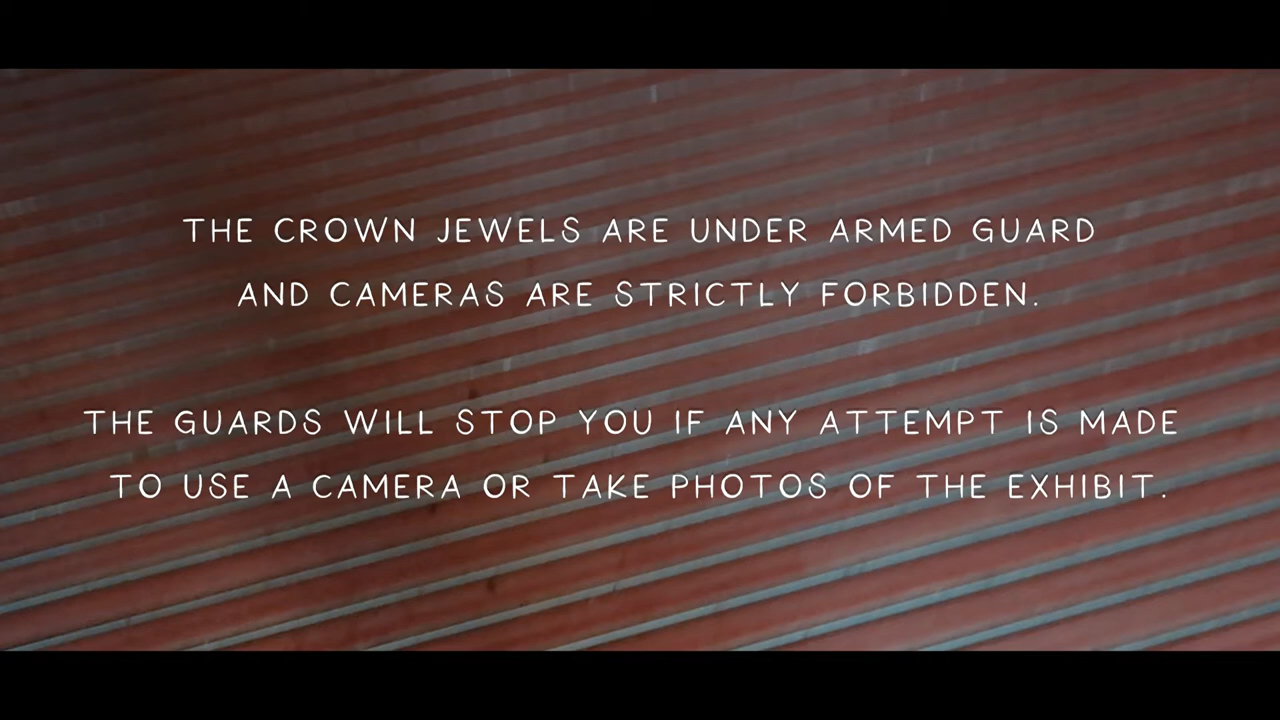 THE CROWN JEWELS ARE UNDER ARMED GUARD
AND CAMERAS ARE STRICTLY FORBIDDEN.
THE GUARDS WILL STOP YOU IF ANY ATTEMPT IS MADE
TO USE A CAMERA OR TAKE PHOTOS OF THE EXHIBIT.